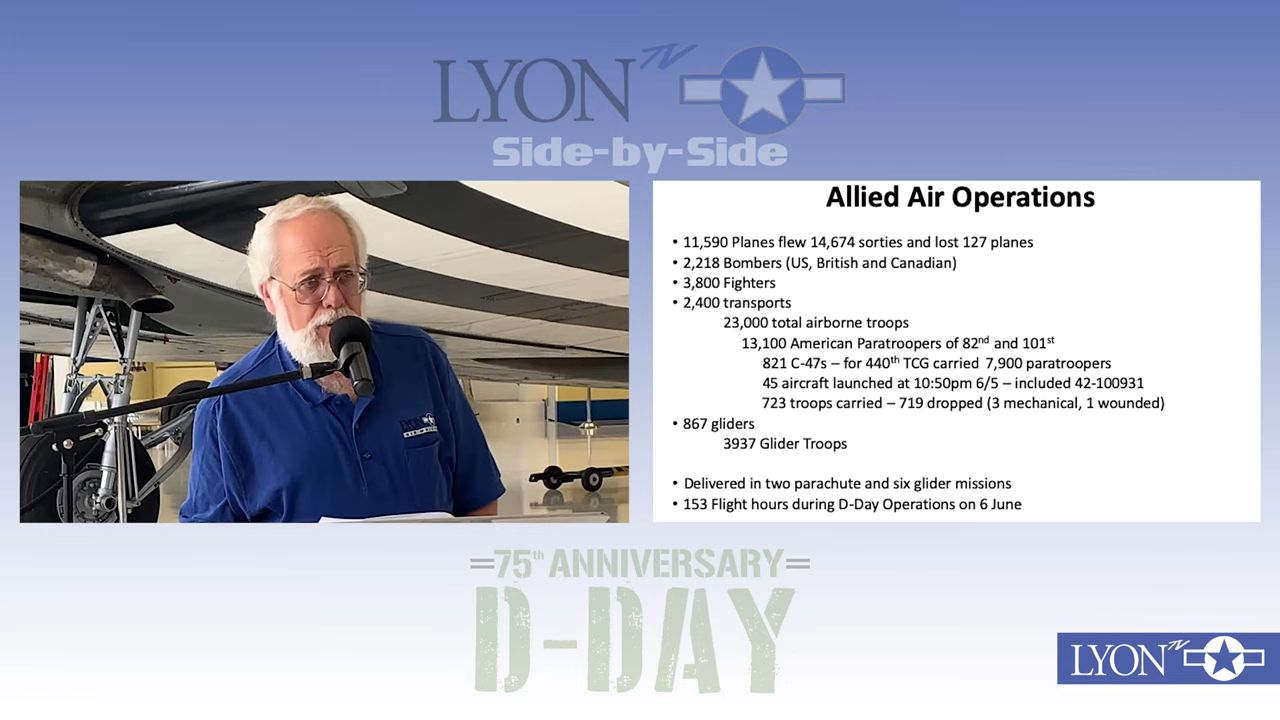 LYON TV
Side-by-Side
LYON
Allied Air Operations
• 11,590 Planes flew 14,674 sorties and lost 127 planes
• 2,218 Bombers (US, British and Canadian)
• 3,800 Fighters
• 2,400 transports
23,000 total airborne troops
13,100 American Paratroopers of 82nd and 101st
821 C-47s – for 440th TCG carried 7,900 paratroopers
45 aircraft launched at 10:50pm 6/5 – included 42-100931
723 troops carried – 719 dropped (3 mechanical, 1 wounded)
• 867 gliders
3937 Glider Troops
• Delivered in two parachute and six glider missions
• 153 Flight hours during D-Day Operations on 6 June
=75th ANNIVERSARY=
D-DAY
LYON TV